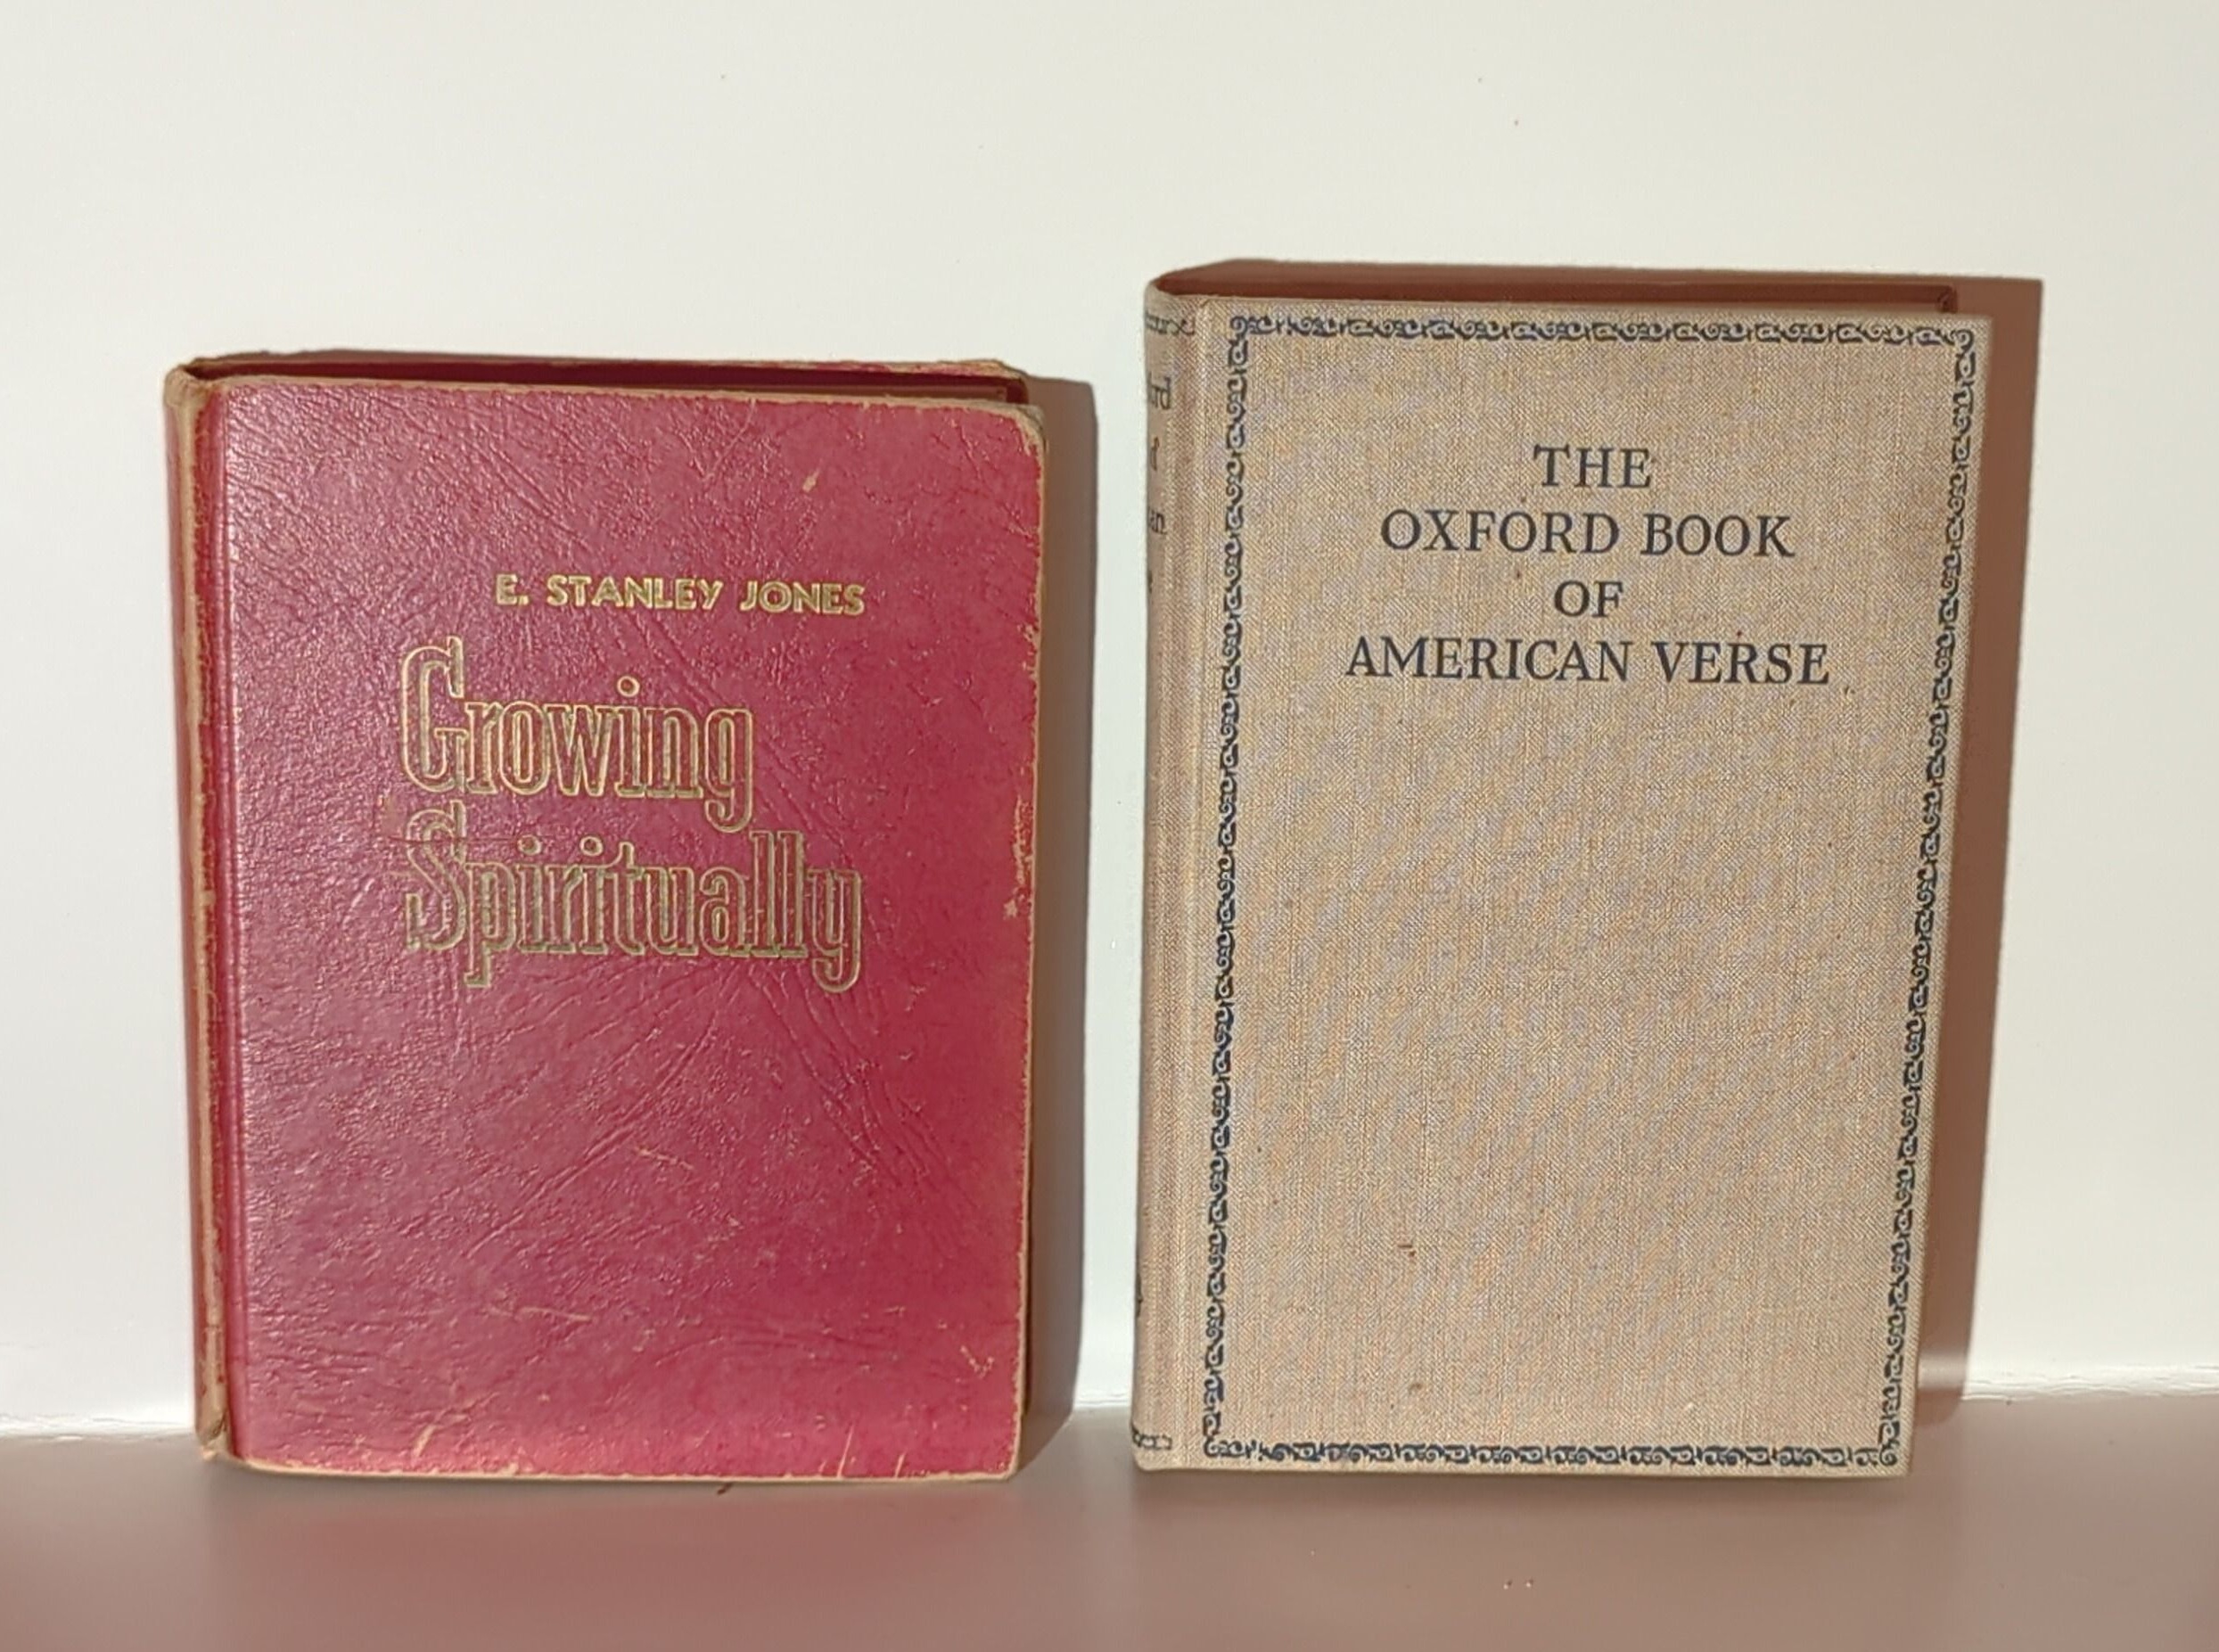 E. STANLEY JONES
Growing
Spiritually
THE
OXFORD BOOK
OF
AMERICAN VERSE